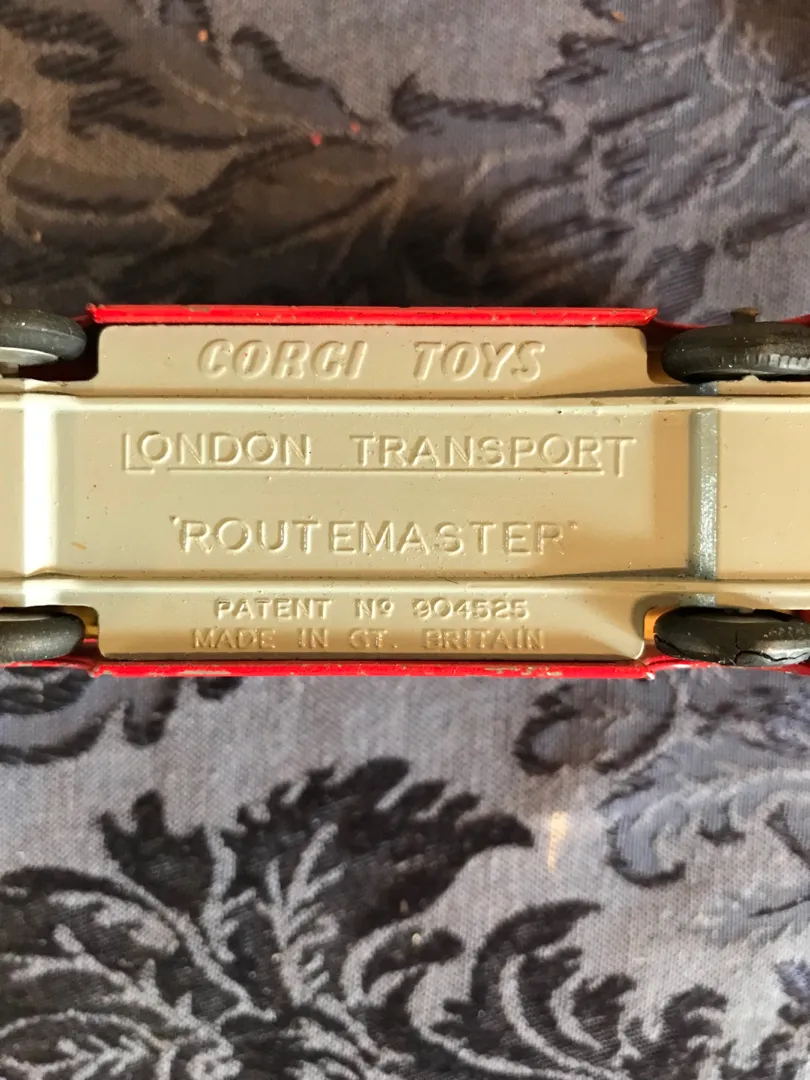 CORGI TOYS
LONDON TRANSPORT
'ROUTEMASTER'
PATENT Nº 904525
MADE IN GT. BRITAIN